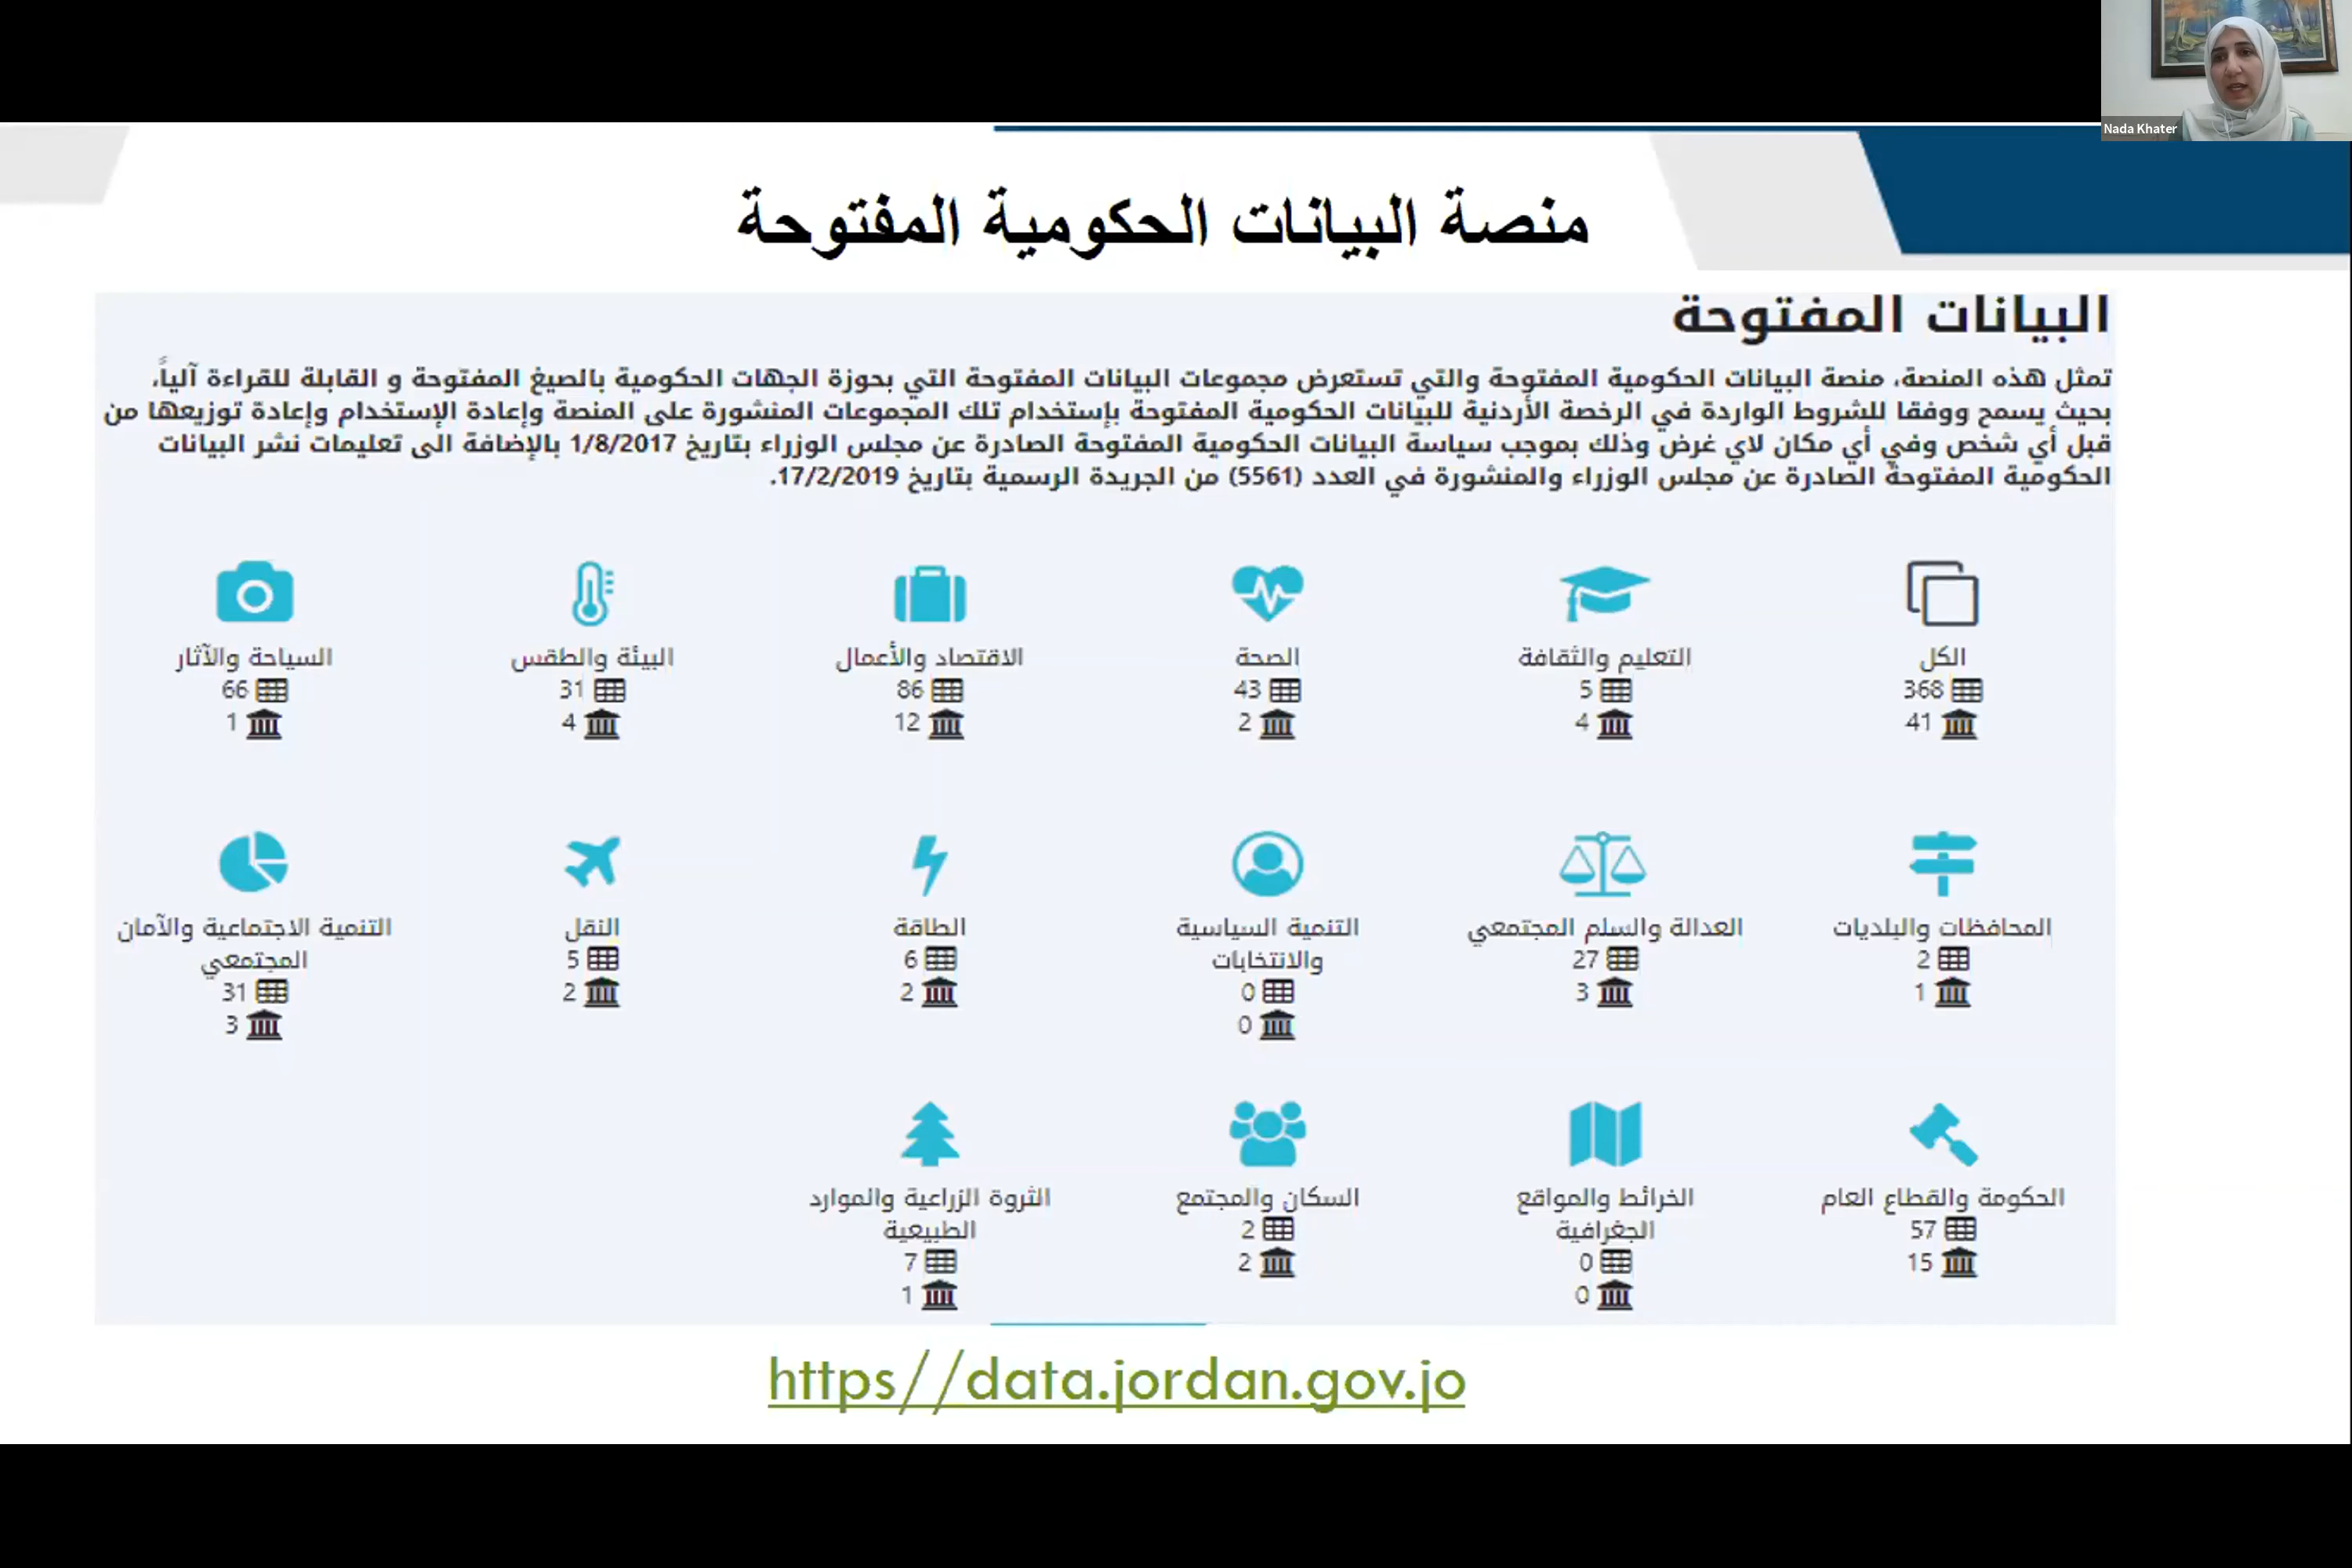 Nada Khater
منصة البيانات الحكومية المفتوحة
البيانات المفتوحة
تمثل هذه المنصة، منصة البيانات الحكومية المفتوحة والتي تستعرض مجموعات البيانات المفتوحة التي بحوزة الجهات الحكومية بالصيغ المفتوحة و القابلة للقراءة آلياً،
بحيث يسمح ووفقا للشروط الواردة في الرخصة الأردنية للبيانات الحكومية المفتوحة بإستخدام تلك المجموعات المنشورة على المنصة وإعادة الإستخدام وإعادة توزيعها من
قبل أي شخص وفي أي مكان لاي غرض وذلك بموجب سياسة البيانات الحكومية المفتوحة الصادرة عن مجلس الوزراء بتاريخ 1/8/2017 بالإضافة الى تعليمات نشر البيانات
الحكومية المفتوحة الصادرة عن مجلس الوزراء والمنشورة في العدد (5561) من الجريدة الرسمية بتاريخ 17/2/2019.
الكل
368
41
التعليم والثقافة
5
4
الصحة
43
2
الاقتصاد والأعمال
86
12
البيئة والطقس
31
4
السياحة والآثار
66
1
المحافظات والبلديات
2
1
العدالة والسلم المجتمعي
27
3
التنمية السياسية
والانتخابات
0
0
الطاقة
6
2
النقل
5
2
التنمية الاجتماعية والآمان
المجتمعي
31
3
الحكومة والقطاع العام
57
15
الخرائط والمواقع
الجغرافية
0
0
السكان والمجتمع
2
2
الثروة الزراعية والموارد
الطبيعية
7
1
https//data.jordan.gov.jo